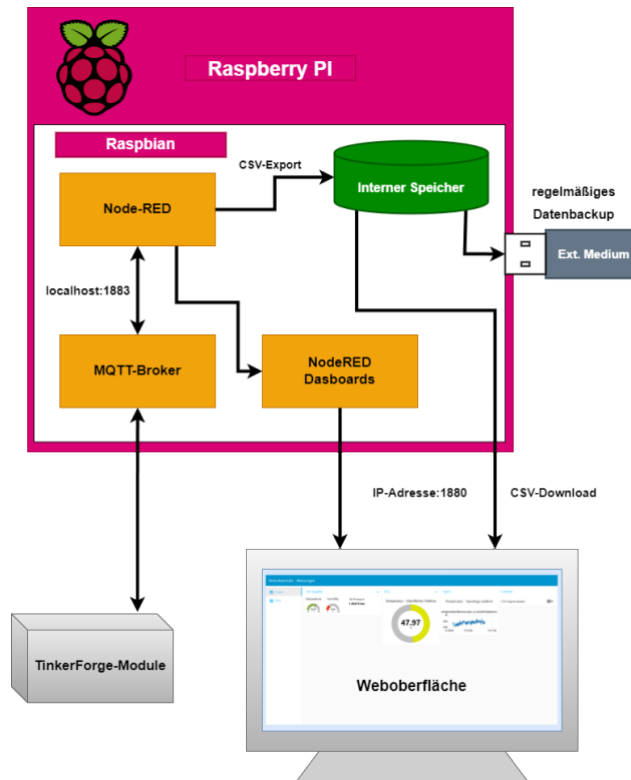 Raspberry PI
Raspbian
CSV-Export
Node-RED
Interner Speicher
regelmäßiges
Datenbackup
Ext. Medium
localhost:1883
MQTT-Broker
NodeRED
Dasboards
IP-Adresse:1880
CSV-Download
TinkerForge-Module
47.97
Weboberfläche